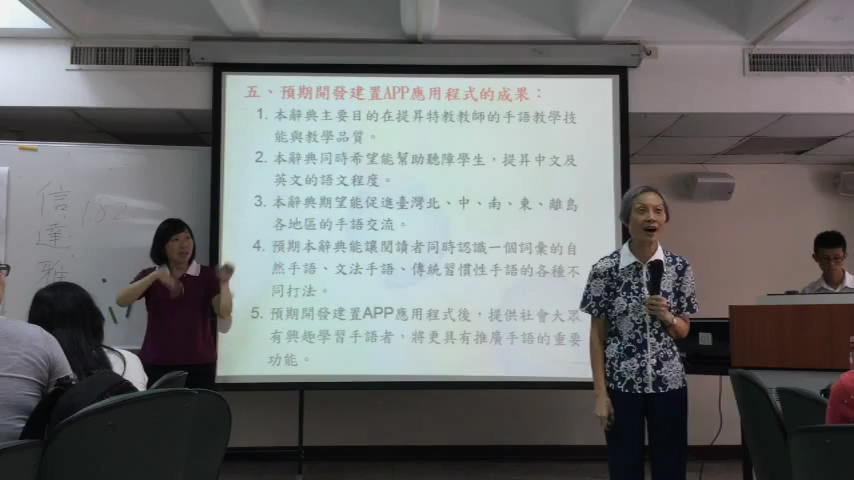 五、預期開發建置APP應用程式的成果：
1. 本辭典主要目的在提昇特教教師的手語教學技
能與教學品質。
2. 本辭典同時希望能幫助聽障學生，提昇中文及
英文的語文程度。
3. 本辭典期望能促進臺灣北、中、南、東、離島
各地區的手語交流。
4. 預期本辭典能讓閱讀者同時認識一個詞彙的自
然手語、文法手語、傳統習慣性手語的各種不
同打法。
5. 預期開發建置APP應用程式後，提供社會大眾
有興趣學習手語者，將更具有推廣手語的重要
功能。
信達雅
182